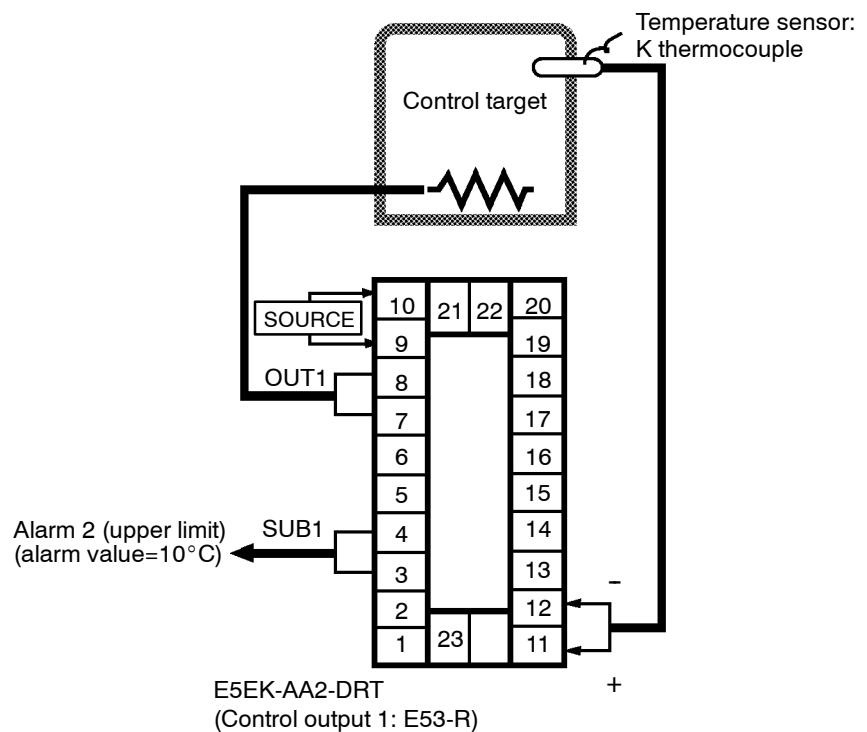 Temperature sensor:
K thermocouple
Control target
10 21 22 20
SOURCE
9 19
OUT1 8 18
7 17
6 16
5 15
Alarm 2 (upper limit) SUB1 4 14
(alarm value=10°C) 3 13
−
2 12
1 23 11
+
E5EK-AA2-DRT
(Control output 1: E53-R)